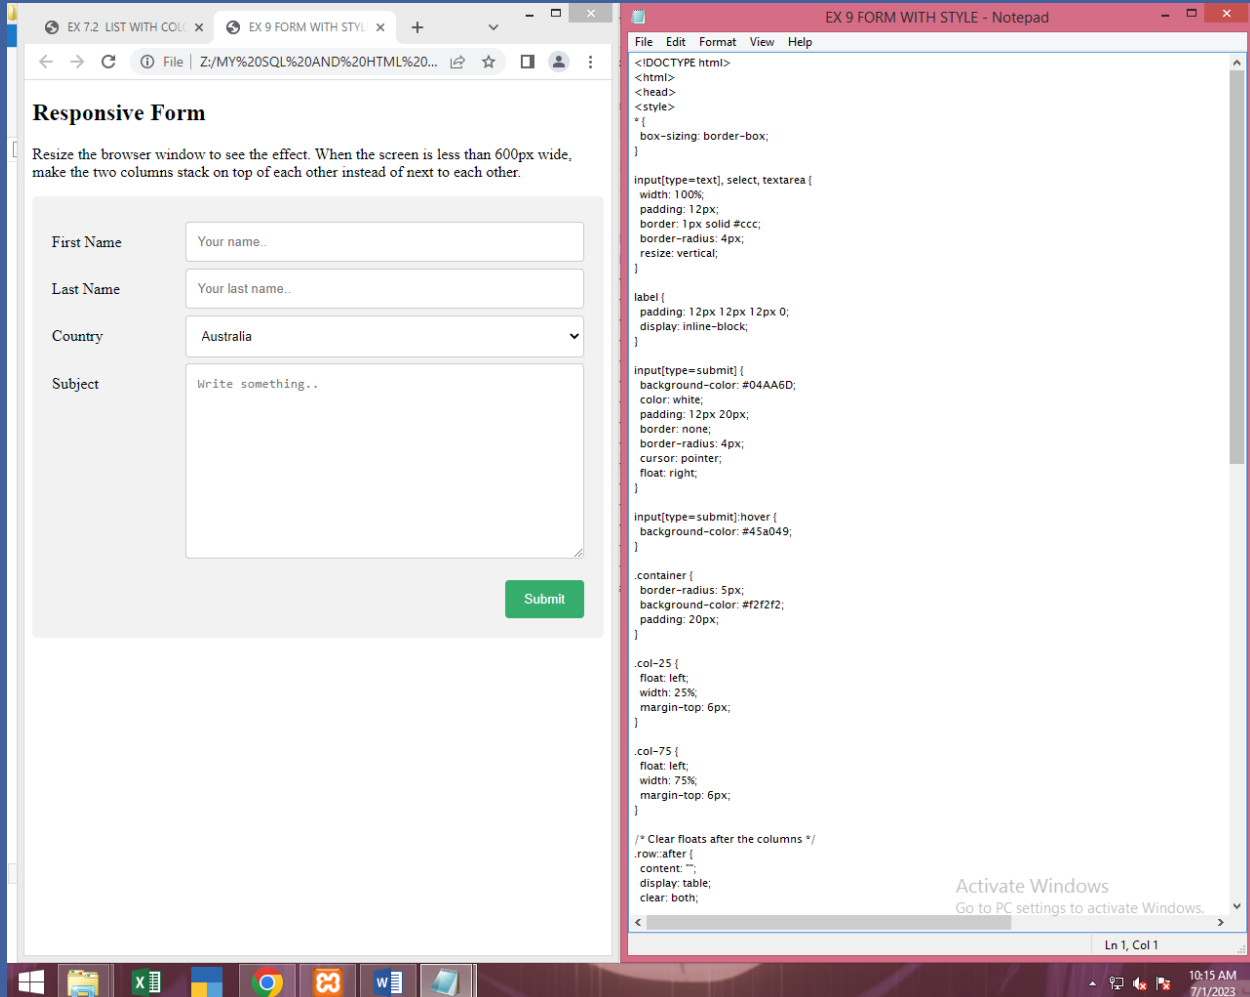 EX 7.2 LIST WITH COL
EX 9 FORM WITH STYL
File
Z:/MY%20SQL%20AND%20HTML%20...
Responsive Form
Resize the browser window to see the effect. When the screen is less than 600px wide,
make the two columns stack on top of each other instead of next to each other.
First Name
Your name..
Last Name
Your last name..
Country
Australia
Subject
Write something..
Submit
EX 9 FORM WITH STYLE - Notepad
File Edit Format View Help
<!DOCTYPE html>
<html>
<head>
<style>
* {
box-sizing: border-box;
}
input[type=text], select, textarea {
width: 100%;
padding: 12px;
border: 1px solid #ccc;
border-radius: 4px;
resize: vertical;
}
label {
padding: 12px 12px 12px 0;
display: inline-block;
}
input[type=submit] {
background-color: #04AA6D;
color: white;
padding: 12px 20px;
border: none;
border-radius: 4px;
cursor: pointer;
float: right;
}
input[type=submit]:hover {
background-color: #45a049;
}
.container {
border-radius: 5px;
background-color: #f2f2f2;
padding: 20px;
}
.col-25 {
float: left;
width: 25%;
margin-top: 6px;
}
.col-75 {
float: left;
width: 75%;
margin-top: 6px;
}
/* Clear floats after the columns */
.row::after {
content: "";
display: table;
clear: both;
Activate Windows
Go to PC settings to activate Windows.
Ln 1, Col 1
10:15 AM
7/1/2023